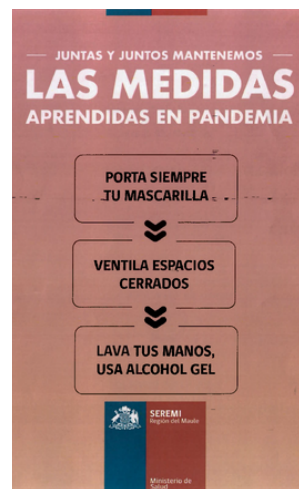 JUNTAS Y JUNTOS MANTENEMOS
LAS MEDIDAS
APRENDIDAS EN PANDEMIA
PORTA SIEMPRE
TU MASCARILLA
VENTILA ESPACIOS
CERRADOS
LAVA TUS MANOS,
USA ALCOHOL GEL
SEREMI
Región del Maule
Ministerio de
Salud